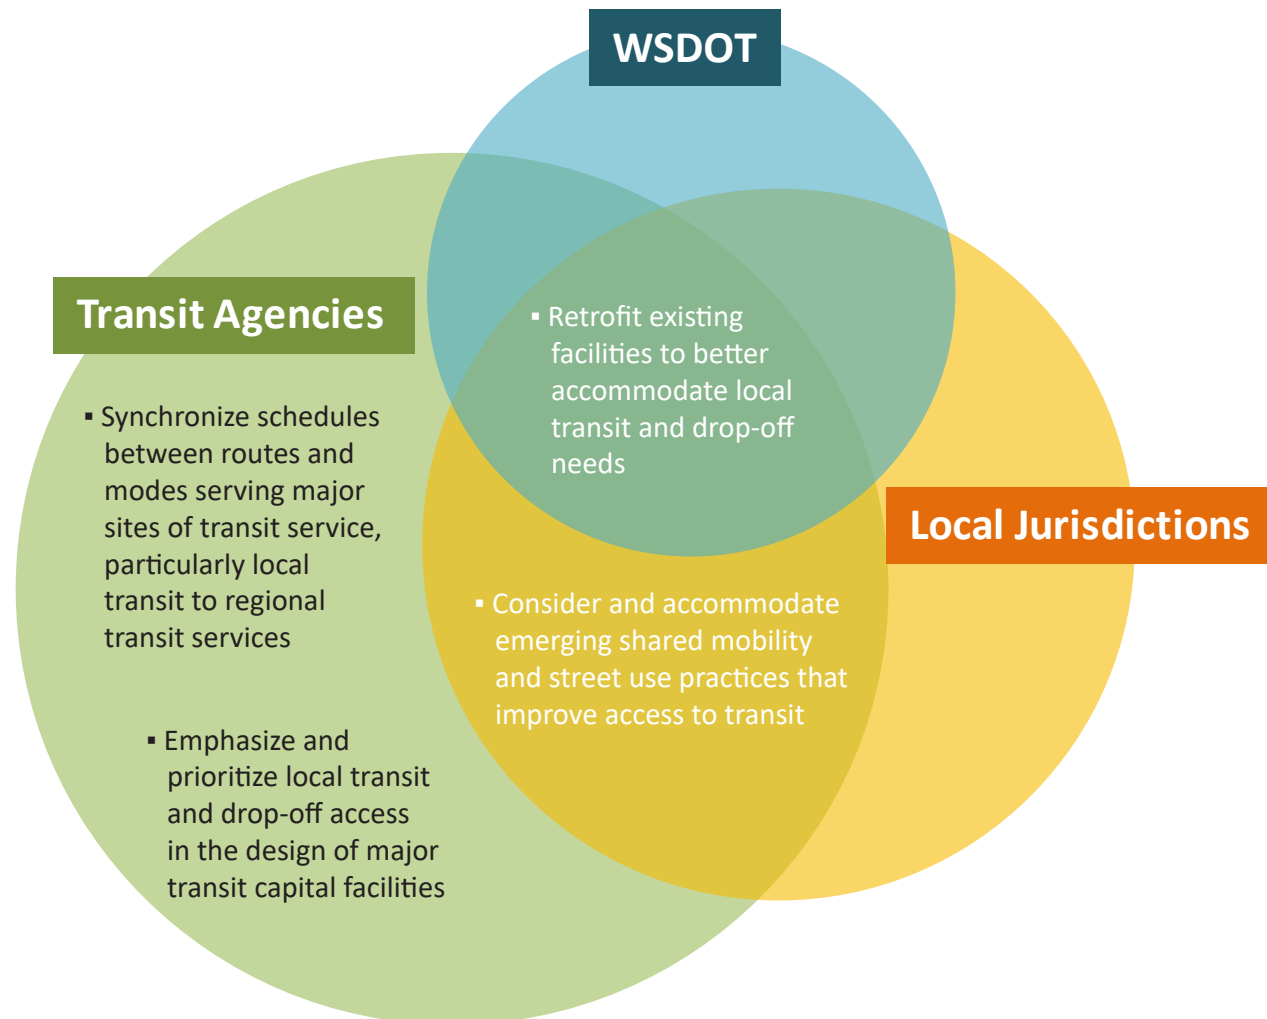 WSDOT
Transit Agencies
▪ Synchronize schedules
between routes and
modes serving major
sites of transit service,
particularly local
transit to regional
transit services
▪ Emphasize and
prioritize local transit
and drop-off access
in the design of major
transit capital facilities
▪ Retrofit existing
facilities to better
accommodate local
transit and drop-off
needs
▪ Consider and accommodate
emerging shared mobility
and street use practices that
improve access to transit
Local Jurisdictions